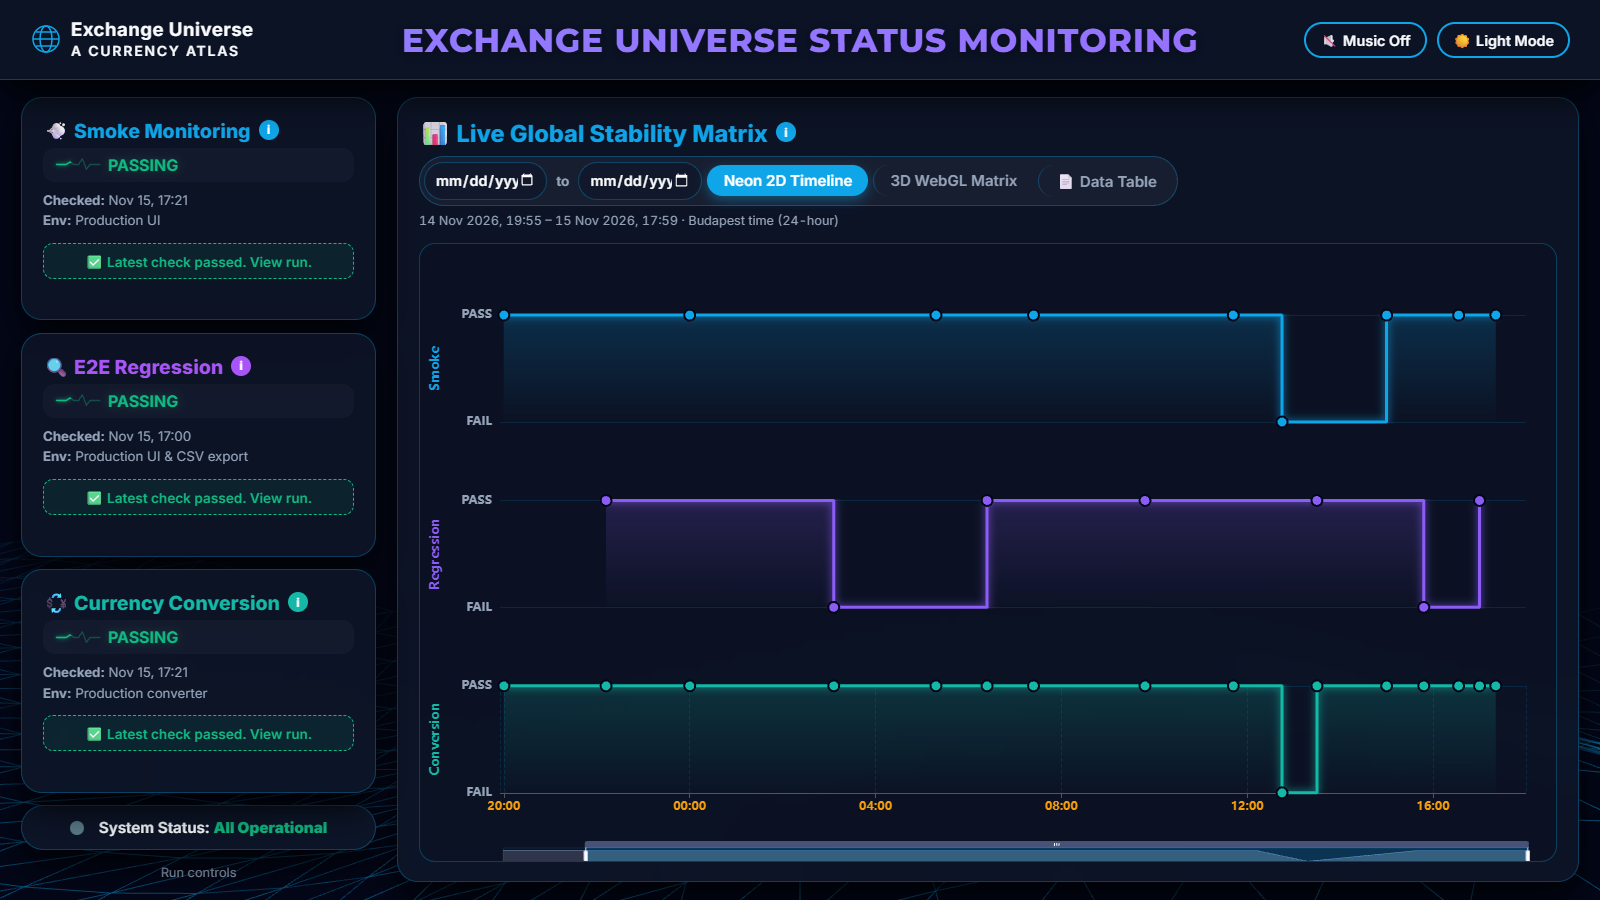 Exchange Universe
A CURRENCY ATLAS
EXCHANGE UNIVERSE STATUS MONITORING
Music Off
Light Mode
Smoke Monitoring i
PASSING
Checked: Nov 15, 17:21
Env: Production UI
Latest check passed. View run.
E2E Regression i
PASSING
Checked: Nov 15, 17:00
Env: Production UI & CSV export
Latest check passed. View run.
Currency Conversion i
PASSING
Checked: Nov 15, 17:21
Env: Production converter
Latest check passed. View run.
System Status: All Operational
Run controls
Live Global Stability Matrix i
mm/dd/yyy to mm/dd/yyy Neon 2D Timeline 3D WebGL Matrix Data Table
14 Nov 2026, 19:55 – 15 Nov 2026, 17:59 · Budapest time (24-hour)
PASS
Smoke
FAIL
PASS
Regression
FAIL
PASS
Conversion
FAIL
20:00 00:00 04:00 08:00 12:00 16:00